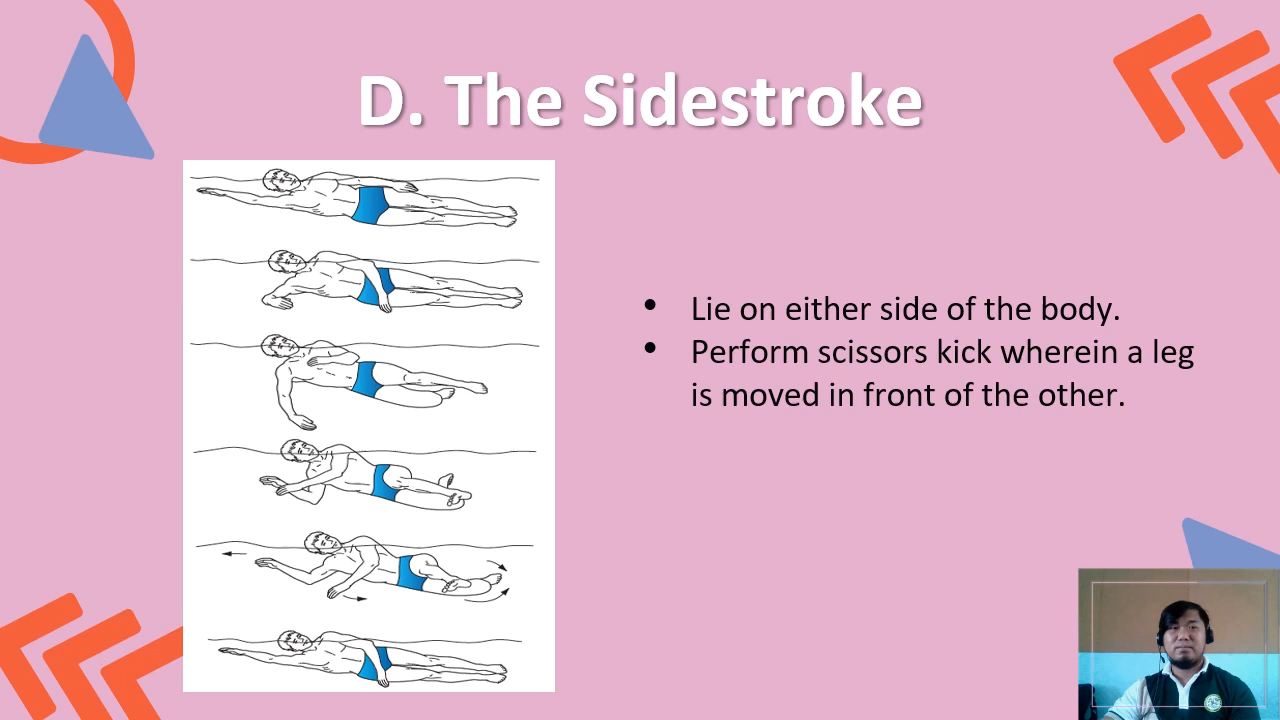 D. The Sidestroke
• Lie on either side of the body.
• Perform scissors kick wherein a leg
is moved in front of the other.